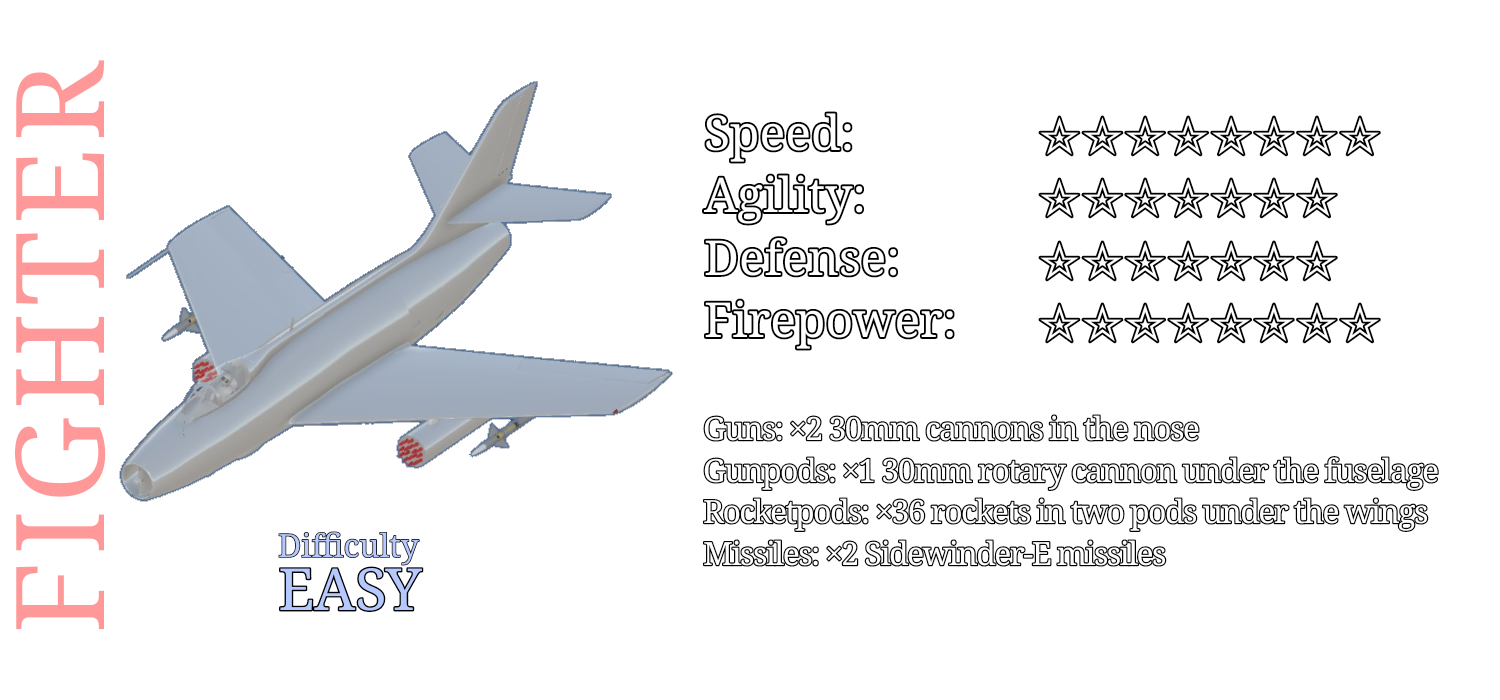 FIGHTER
Speed: ☆☆☆☆☆☆☆☆
Agility: ☆☆☆☆☆☆☆
Defense: ☆☆☆☆☆☆☆
Firepower: ☆☆☆☆☆☆☆☆
Guns: ×2 30mm cannons in the nose
Gunpods: ×1 30mm rotary cannon under the fuselage
Rocketpods: ×36 rockets in two pods under the wings
Missiles: ×2 Sidewinder-E missiles
Difficulty
EASY